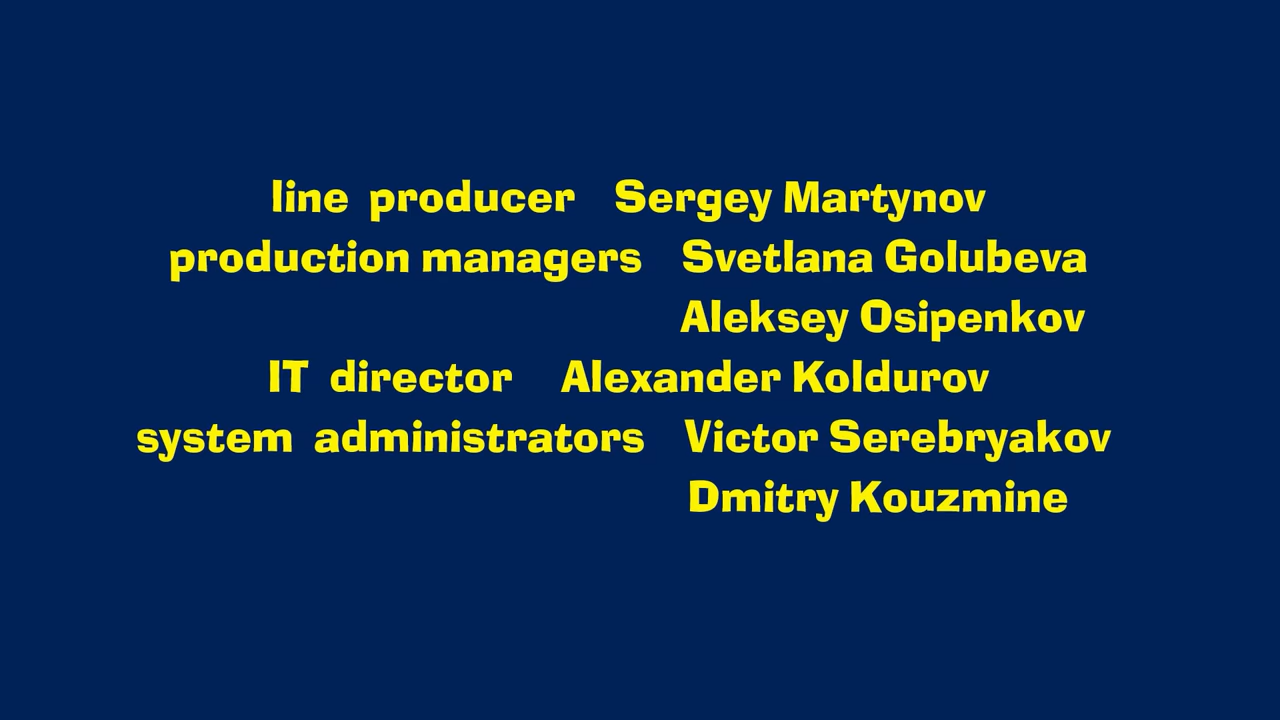 line producer Sergey Martynov
production managers Svetlana Golubeva
Aleksey Osipenkov
IT director Alexander Koldurov
system administrators Victor Serebryakov
Dmitry Kouzmine